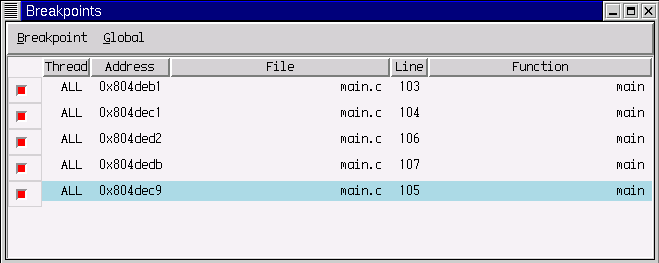 Breakpoints
Breakpoint Global
Thread Address File Line Function
ALL 0x804deb1 main.c 103 main
ALL 0x804dec1 main.c 104 main
ALL 0x804ded2 main.c 106 main
ALL 0x804dedb main.c 107 main
ALL 0x804dec9 main.c 105 main